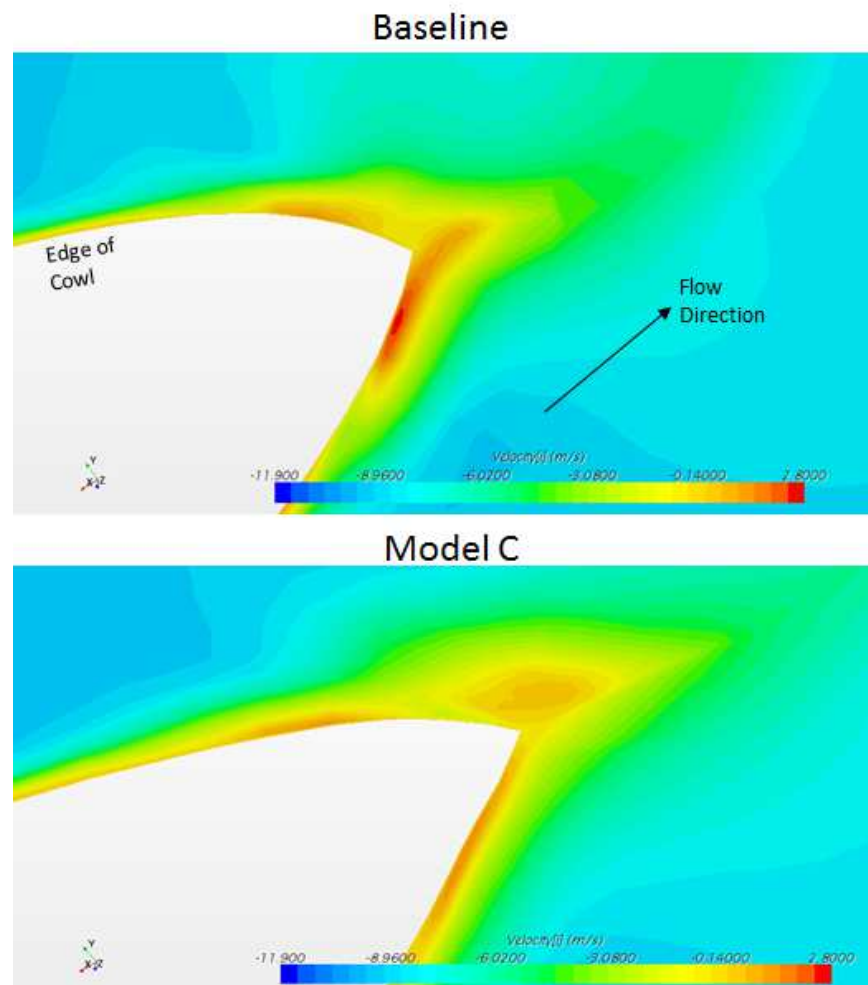 Baseline
Edge of
Cowl
Flow
Direction
Y
X Z
Velocity[i] (m/s)
-11.900 -8.9600 -6.0200 -3.0800 -0.14000 2.8000
Model C
Y
X Z
Velocity[i] (m/s)
-11.900 -8.9600 -6.0200 -3.0800 -0.14000 2.8000